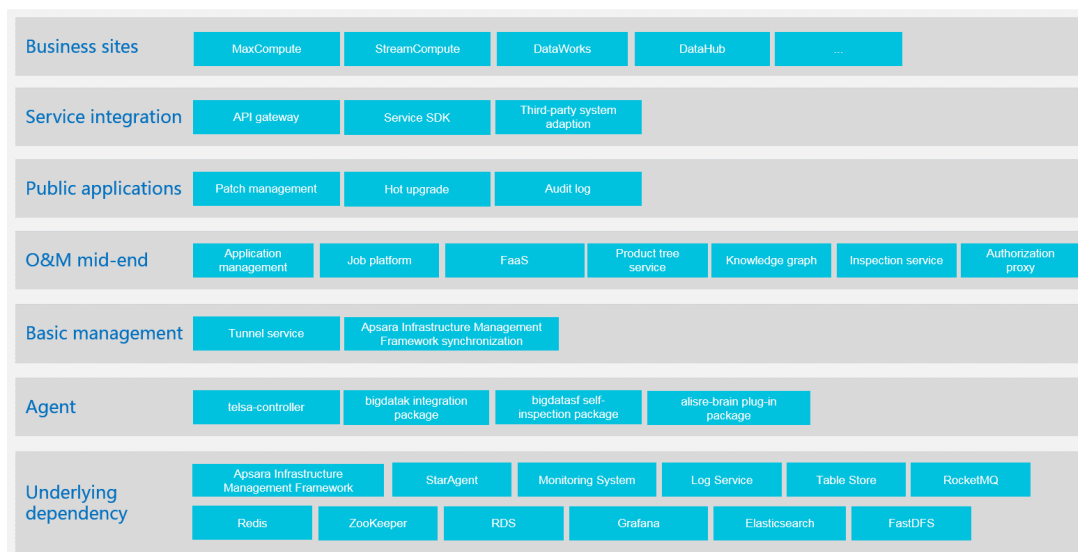 Business sites
MaxCompute
StreamCompute
DataWorks
DataHub
...
Service integration
API gateway
Service SDK
Third-party system
adaption
Public applications
Patch management
Hot upgrade
Audit log
O&M mid-end
Application
management
Job platform
FaaS
Product tree
service
Knowledge graph
Inspection service
Authorization
proxy
Basic management
Tunnel service
Apsara Infrastructure Management
Framework synchronization
Agent
telsa-controller
bigdatak integration
package
bigdatasf self-
inspection package
alisre-brain plug-in
package
Underlying
dependency
Apsara Infrastructure
Management Framework
StarAgent
Monitoring System
Log Service
Table Store
RocketMQ
Redis
ZooKeeper
RDS
Grafana
Elasticsearch
FastDFS